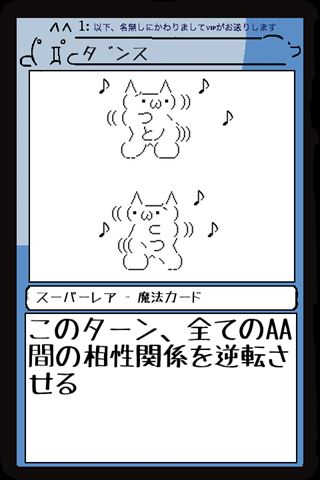 1: 以下、名無しにかわりましてVIPがお送りします
ダンス
スーパーレア - 魔法カード
このターン、全てのAA
間の相性関係を逆転さ
せる